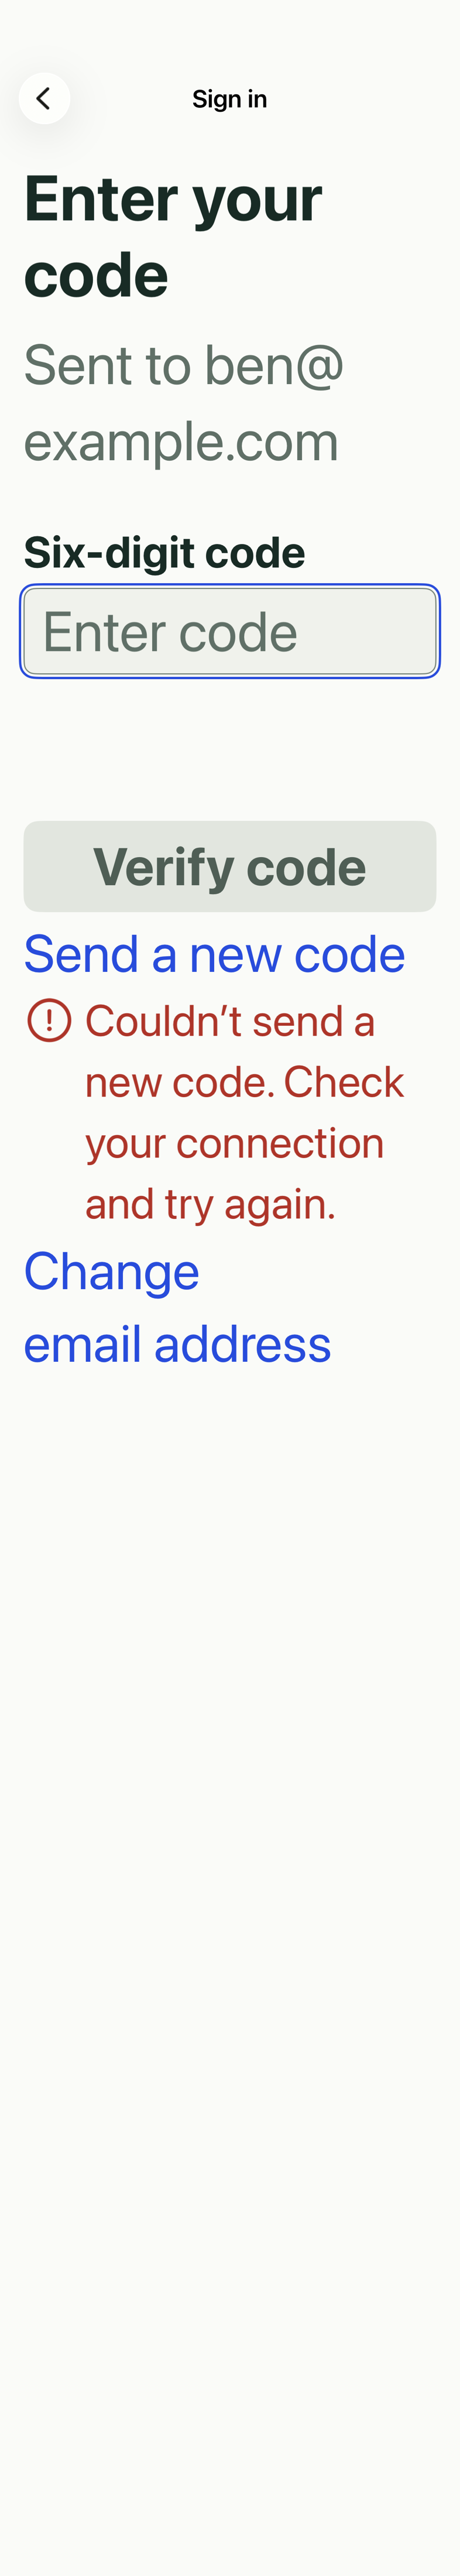 Sign in
Enter your
code
Sent to ben@
example.com
Six-digit code
Enter code
Verify code
Send a new code
Couldn’t send a
new code. Check
your connection
and try again.
Change
email address